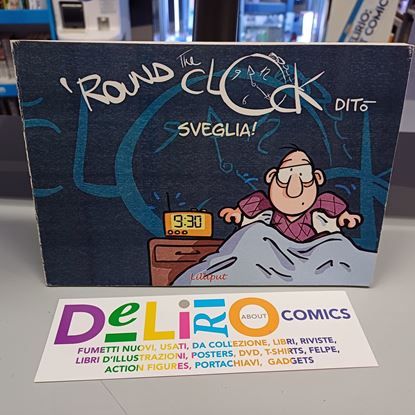 'ROUND The CLOCK
DITO
SVEGLIA!
9:30
Lilliput
DELIRIO ABOUT COMICS
FUMETTI NUOVI, USATI, DA COLLEZIONE, LIBRI, RIVISTE,
LIBRI D'ILLUSTRAZIONI, POSTERS, DVD, T-SHIRTS, FELPE,
ACTION FIGURES, PORTACHIAVI, GADGETS
COMICS